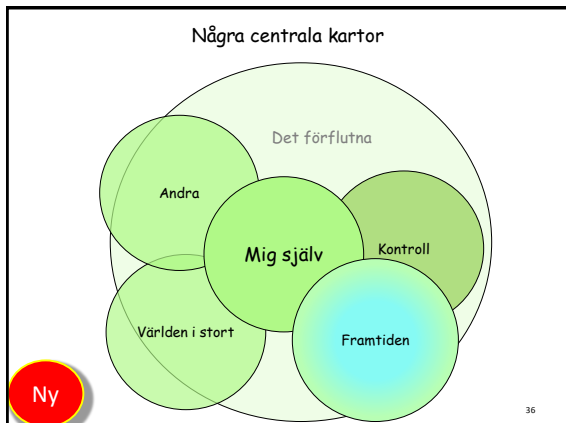 Några centrala kartor
Det förflutna
Andra
Mig själv
Kontroll
Världen i stort
Framtiden
Ny
36